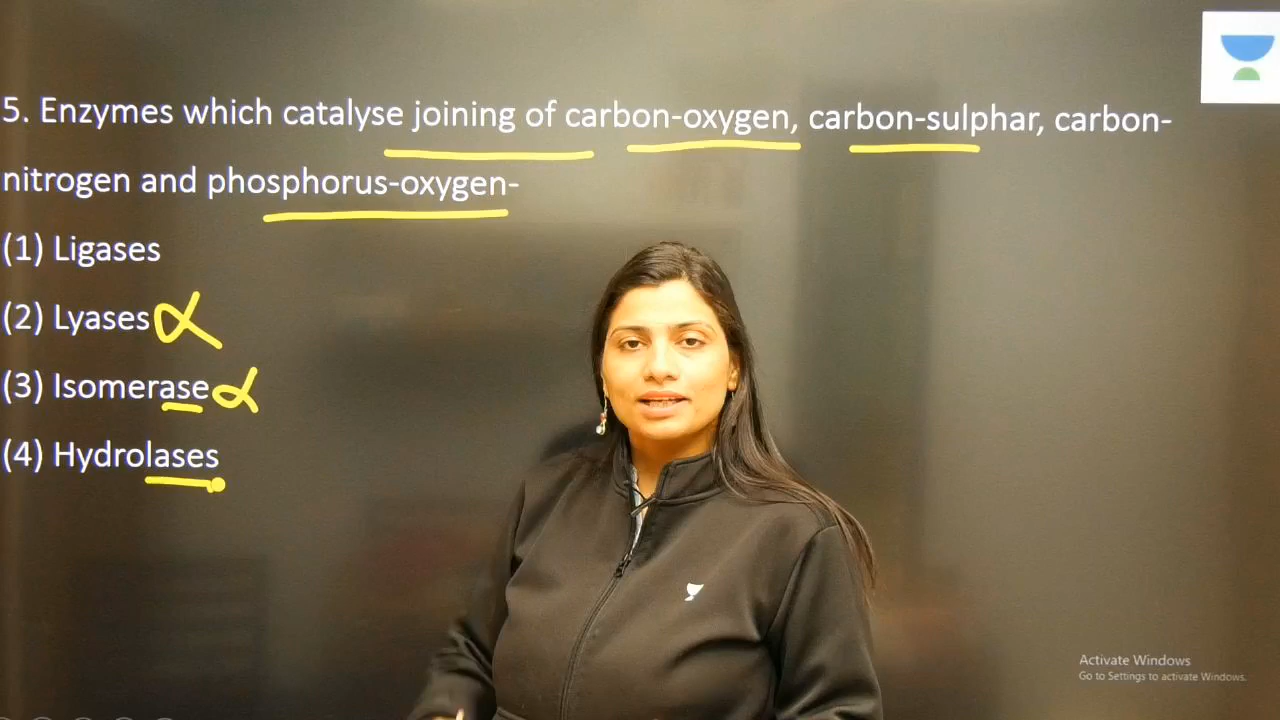 5. Enzymes which catalyse joining of carbon-oxygen, carbon-sulphar, carbon-
nitrogen and phosphorus-oxygen-
(1) Ligases
(2) Lyases
(3) Isomerase
(4) Hydrolases
Activate Windows
Go to Settings to activate Windows.